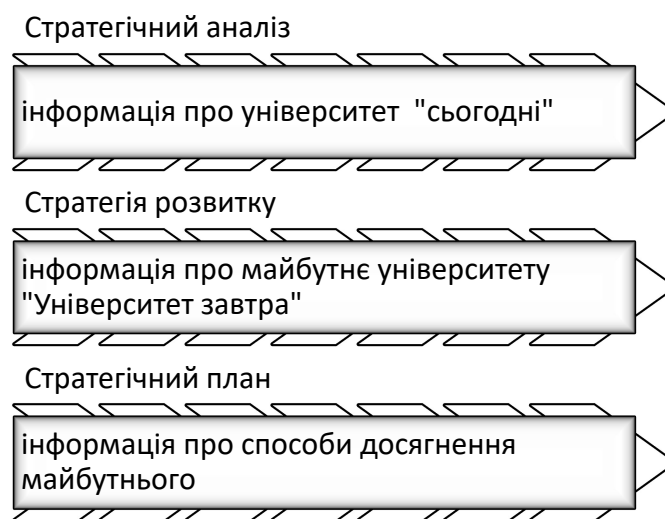 Стратегічний аналіз
інформація про університет "сьогодні"
Стратегія розвитку
інформація про майбутнє університету
"Університет завтра"
Стратегічний план
інформація про способи досягнення
майбутнього